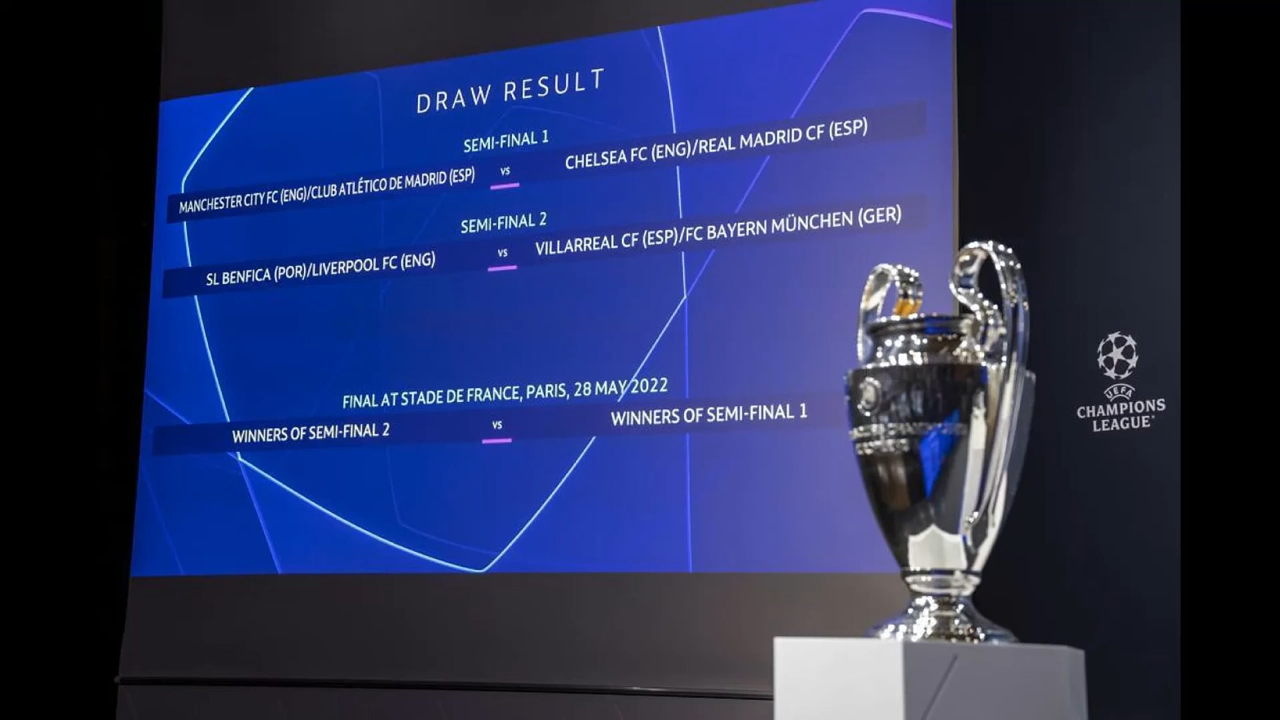 DRAW RESULT
SEMI-FINAL 1
MANCHESTER CITY FC (ENG)/CLUB ATLÉTICO DE MADRID (ESP) vs CHELSEA FC (ENG)/REAL MADRID CF (ESP)
SEMI-FINAL 2
SL BENFICA (POR)/LIVERPOOL FC (ENG) vs VILLARREAL CF (ESP)/FC BAYERN MÜNCHEN (GER)
FINAL AT STADE DE FRANCE, PARIS, 28 MAY 2022
WINNERS OF SEMI-FINAL 2 vs WINNERS OF SEMI-FINAL 1
UEFA
CHAMPIONS
LEAGUE